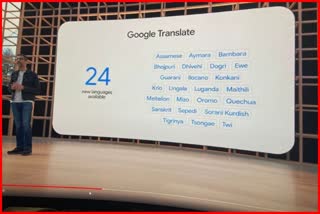 Google Translate
24
new languages
available
Assamese Aymara Bambara
Bhojpuri Dhivehi Dogri Ewe
Guarani Ilocano Konkani
Krio Lingala Luganda Maithili
Meiteilon Mizo Oromo Quechua
Sanskrit Sepedi Sorani Kurdish
Tigrinya Tsonga Twi